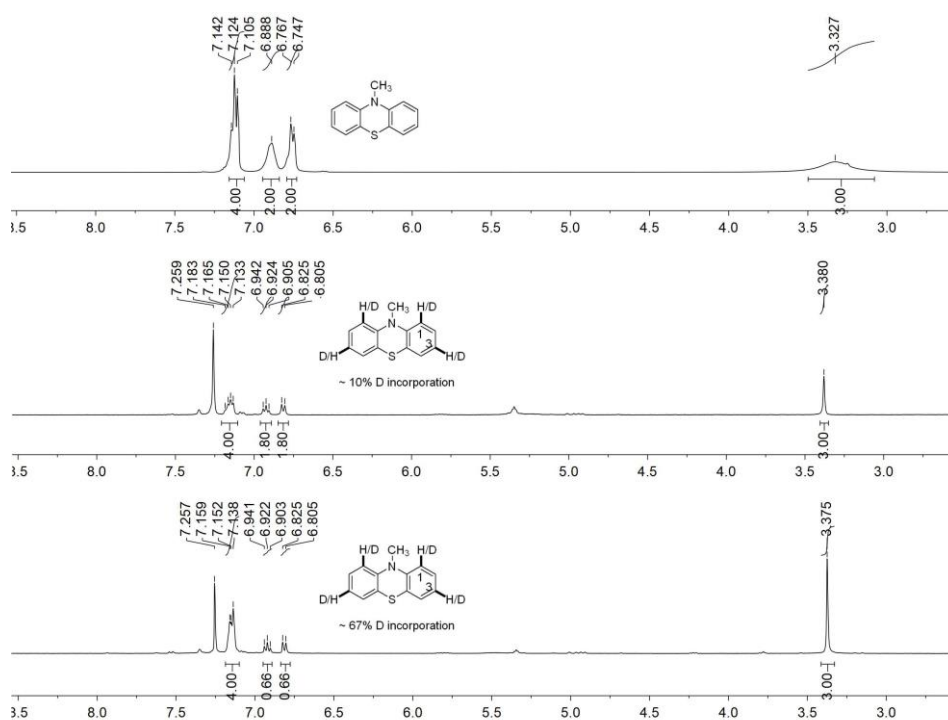 7.142
7.124
7.105
6.888
6.767
6.747
3.327
CH₃
N
S
4.00
2.00
2.00
3.00
3.5 8.0 7.5 7.0 6.5 6.0 5.5 5.0 4.5 4.0 3.5 3.0
7.259
7.183
7.165
7.150
7.133
6.942
6.924
6.905
6.825
6.805
3.380
H/D CH₃ H/D
N 1
D/H S 3 H/D
~ 10% D incorporation
4.00
1.80
1.80
3.00
3.5 8.0 7.5 7.0 6.5 6.0 5.5 5.0 4.5 4.0 3.5 3.0
7.257
7.159
7.152
7.138
6.941
6.922
6.903
6.825
6.805
3.375
H/D CH₃ H/D
N 1
D/H S 3 H/D
~ 67% D incorporation
4.00
0.66
0.66
3.00
3.5 8.0 7.5 7.0 6.5 6.0 5.5 5.0 4.5 4.0 3.5 3.0